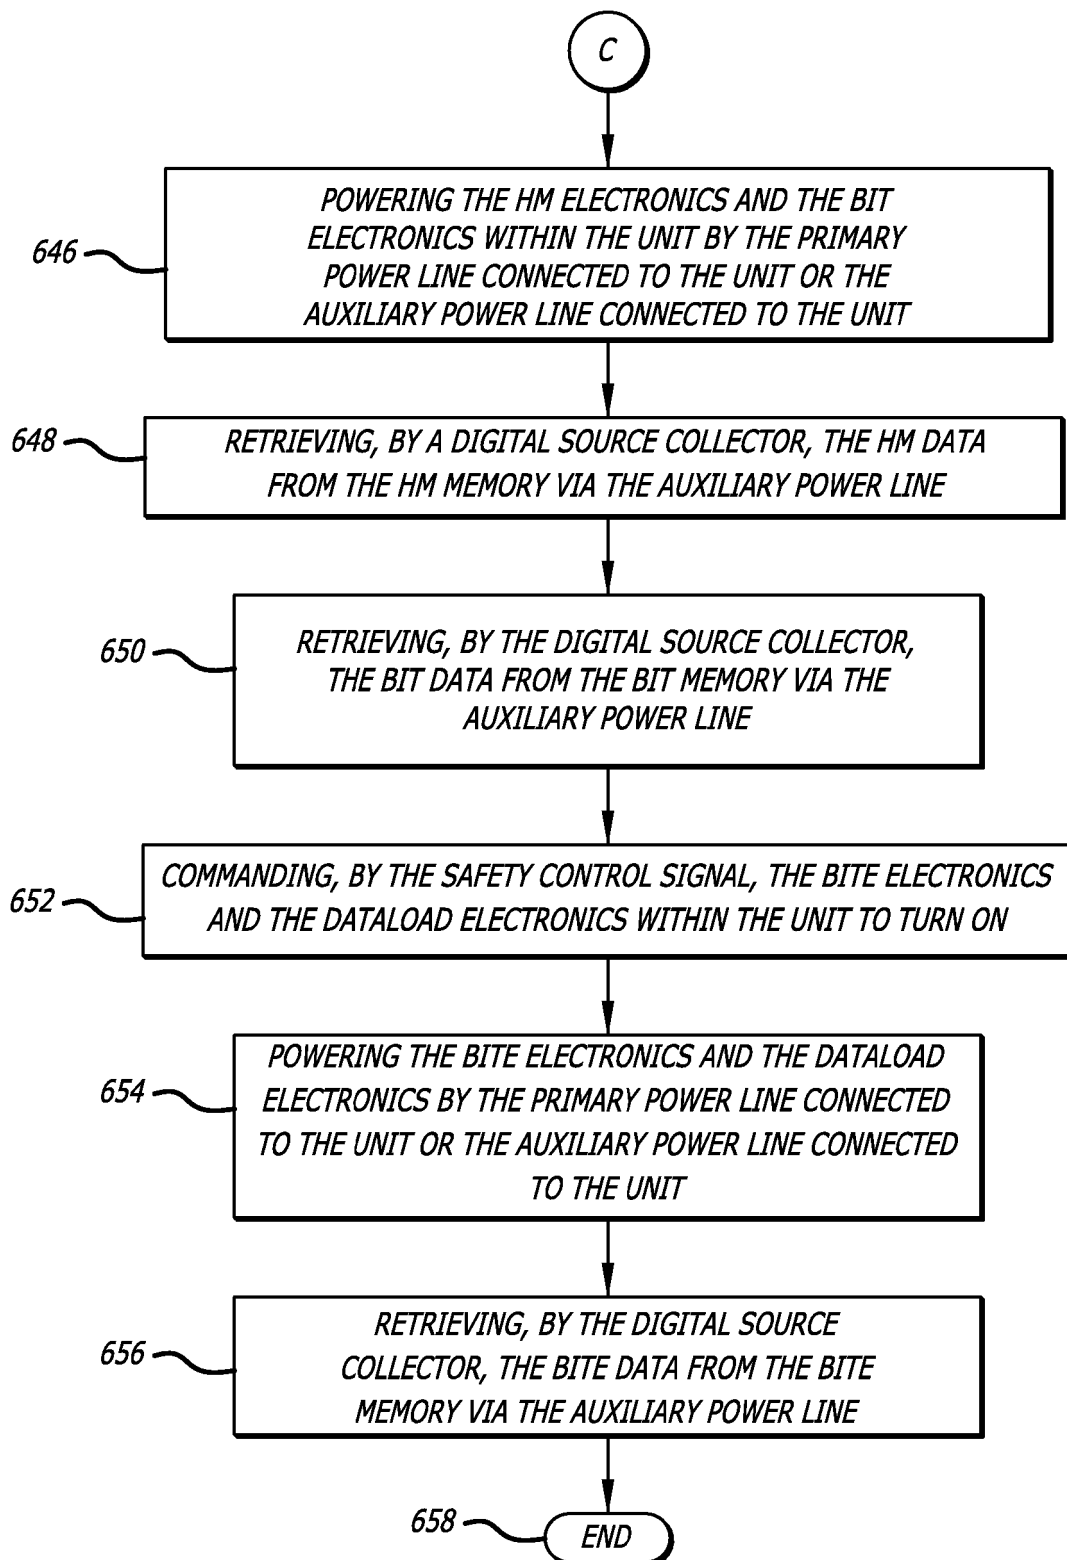 C
646
POWERING THE HM ELECTRONICS AND THE BIT
ELECTRONICS WITHIN THE UNIT BY THE PRIMARY
POWER LINE CONNECTED TO THE UNIT OR THE
AUXILIARY POWER LINE CONNECTED TO THE UNIT
648
RETRIEVING, BY A DIGITAL SOURCE COLLECTOR, THE HM DATA
FROM THE HM MEMORY VIA THE AUXILIARY POWER LINE
650
RETRIEVING, BY THE DIGITAL SOURCE COLLECTOR,
THE BIT DATA FROM THE BIT MEMORY VIA THE
AUXILIARY POWER LINE
652
COMMANDING, BY THE SAFETY CONTROL SIGNAL, THE BITE ELECTRONICS
AND THE DATALOAD ELECTRONICS WITHIN THE UNIT TO TURN ON
654
POWERING THE BITE ELECTRONICS AND THE DATALOAD
ELECTRONICS BY THE PRIMARY POWER LINE CONNECTED
TO THE UNIT OR THE AUXILIARY POWER LINE CONNECTED
TO THE UNIT
656
RETRIEVING, BY THE DIGITAL SOURCE
COLLECTOR, THE BITE DATA FROM THE BITE
MEMORY VIA THE AUXILIARY POWER LINE
658
END